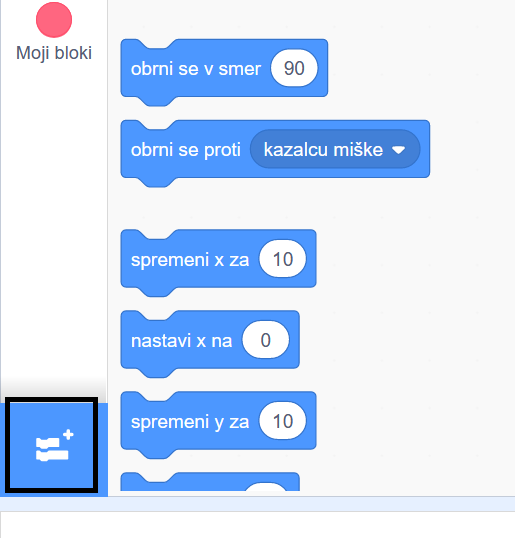 Moji bloki
obrni se v smer 90
obrni se proti kazalcu miške
spremeni x za 10
nastavi x na 0
spremeni y za 10